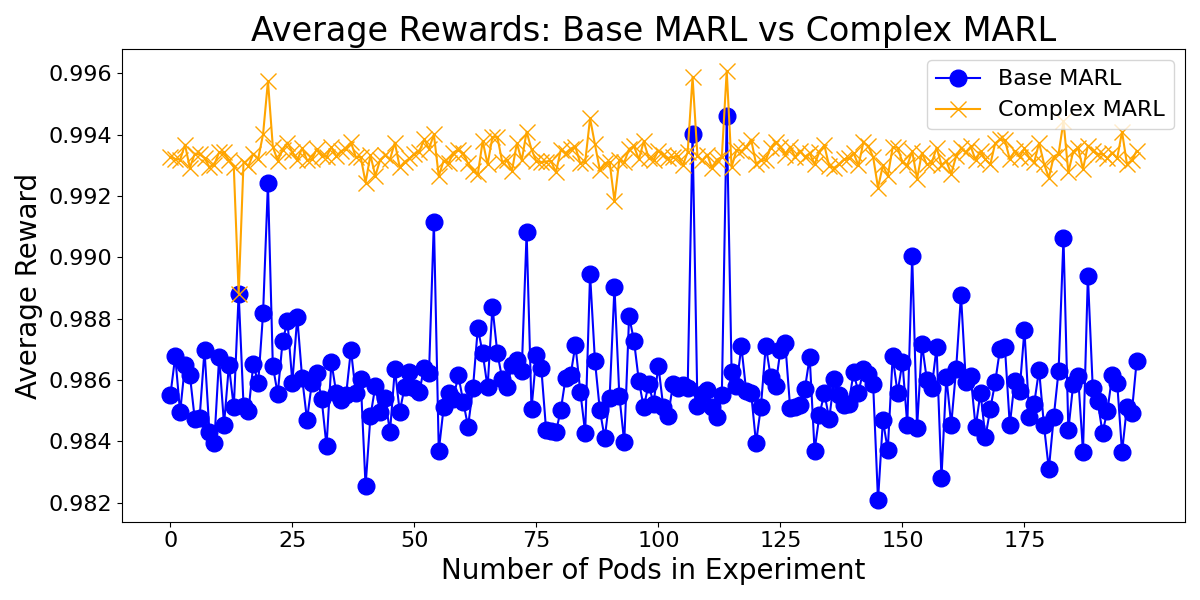 Average Rewards: Base MARL vs Complex MARL
Base MARL
Complex MARL
Average Reward
0.996
0.994
0.992
0.990
0.988
0.986
0.984
0.982
0 25 50 75 100 125 150 175
Number of Pods in Experiment